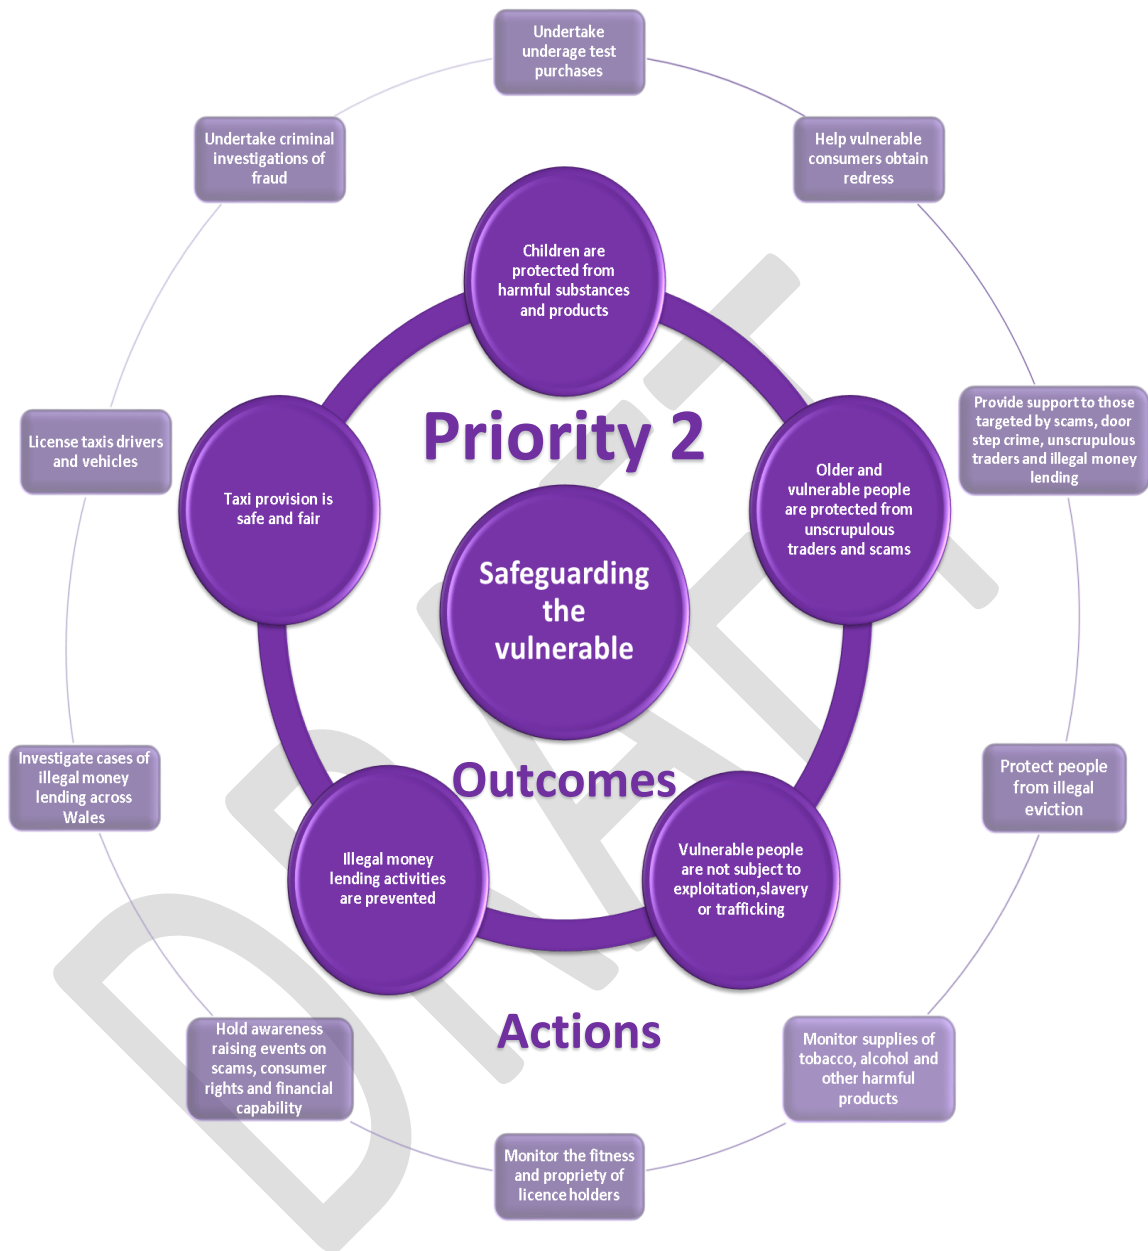 Undertake
underage test
purchases
Undertake criminal
investigations of
fraud
Help vulnerable
consumers obtain
redress
Children are
protected from
harmful substances
and products
License taxis drivers
and vehicles
Taxi provision is
safe and fair
Priority 2
Older and
vulnerable people
are protected from
unscrupulous
traders and scams
Provide support to those
targeted by scams, door
step crime, unscrupulous
traders and illegal money
lending
Safeguarding
the
vulnerable
Investigate cases of
illegal money
lending across
Wales
Outcomes
Protect people
from illegal
eviction
Illegal money
lending activities
are prevented
Vulnerable people
are not subject to
exploitation,slavery
or trafficking
Actions
Hold awareness
raising events on
scams, consumer
rights and financial
capability
Monitor supplies of
tobacco, alcohol and
other harmful
products
Monitor the fitness
and propriety of
licence holders
DRAFT